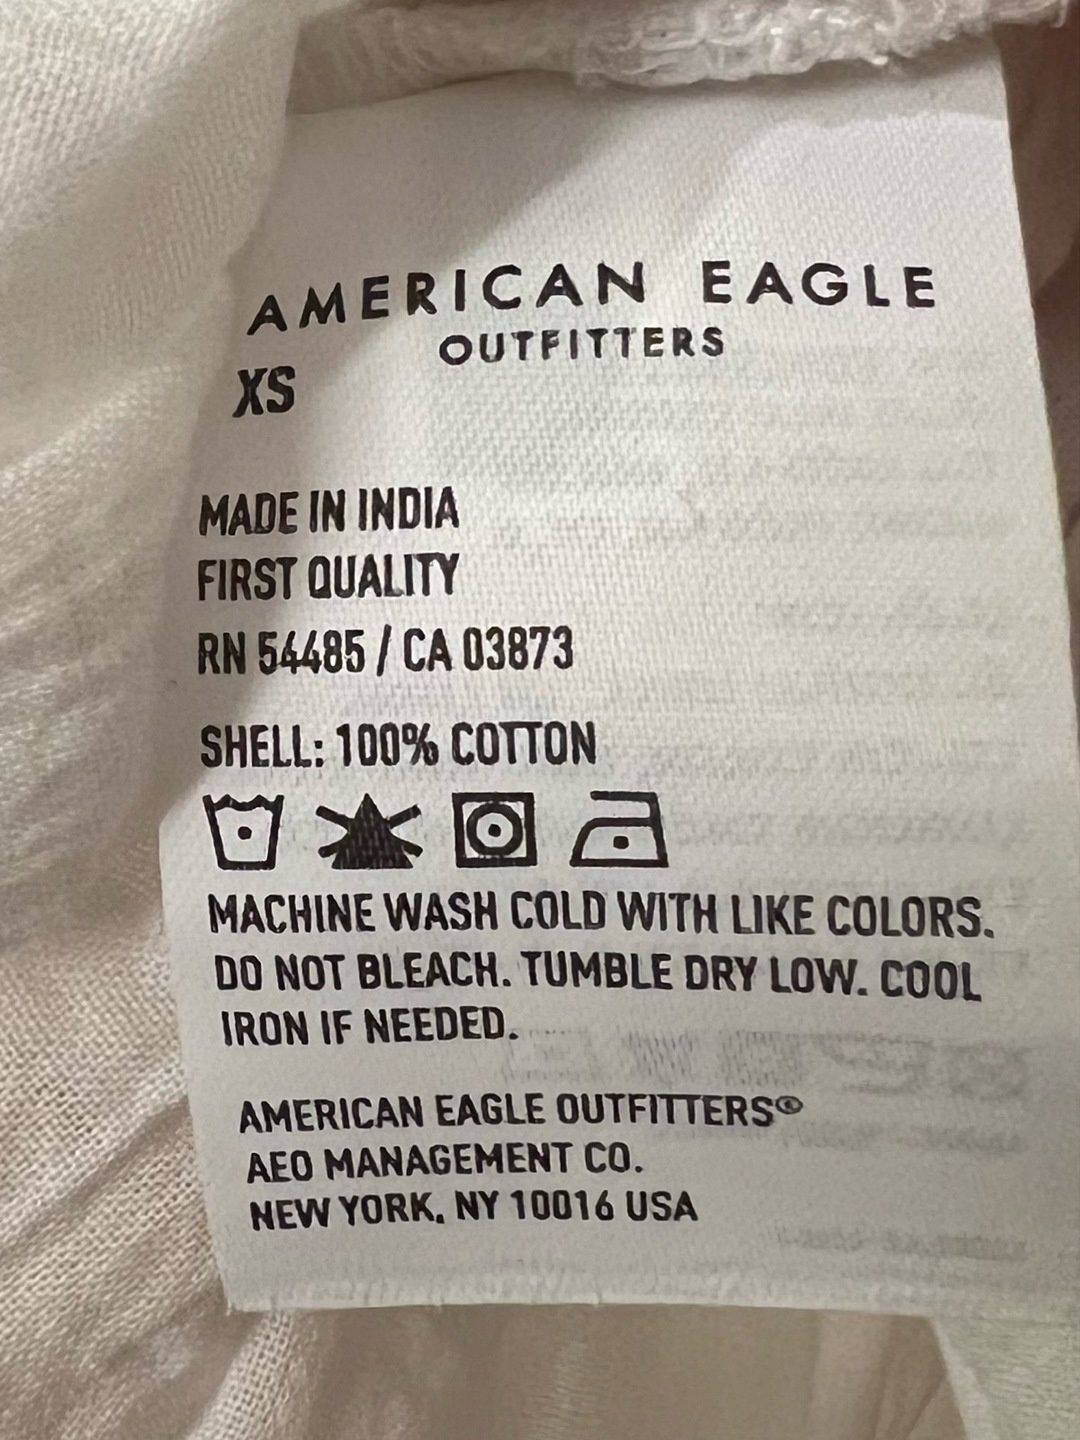 AMERICAN EAGLE
OUTFITTERS
XS
MADE IN INDIA
FIRST QUALITY
RN 54485 / CA 03873
SHELL: 100% COTTON
MACHINE WASH COLD WITH LIKE COLORS.
DO NOT BLEACH. TUMBLE DRY LOW. COOL
IRON IF NEEDED.
AMERICAN EAGLE OUTFITTERS®
AEO MANAGEMENT CO.
NEW YORK, NY 10016 USA